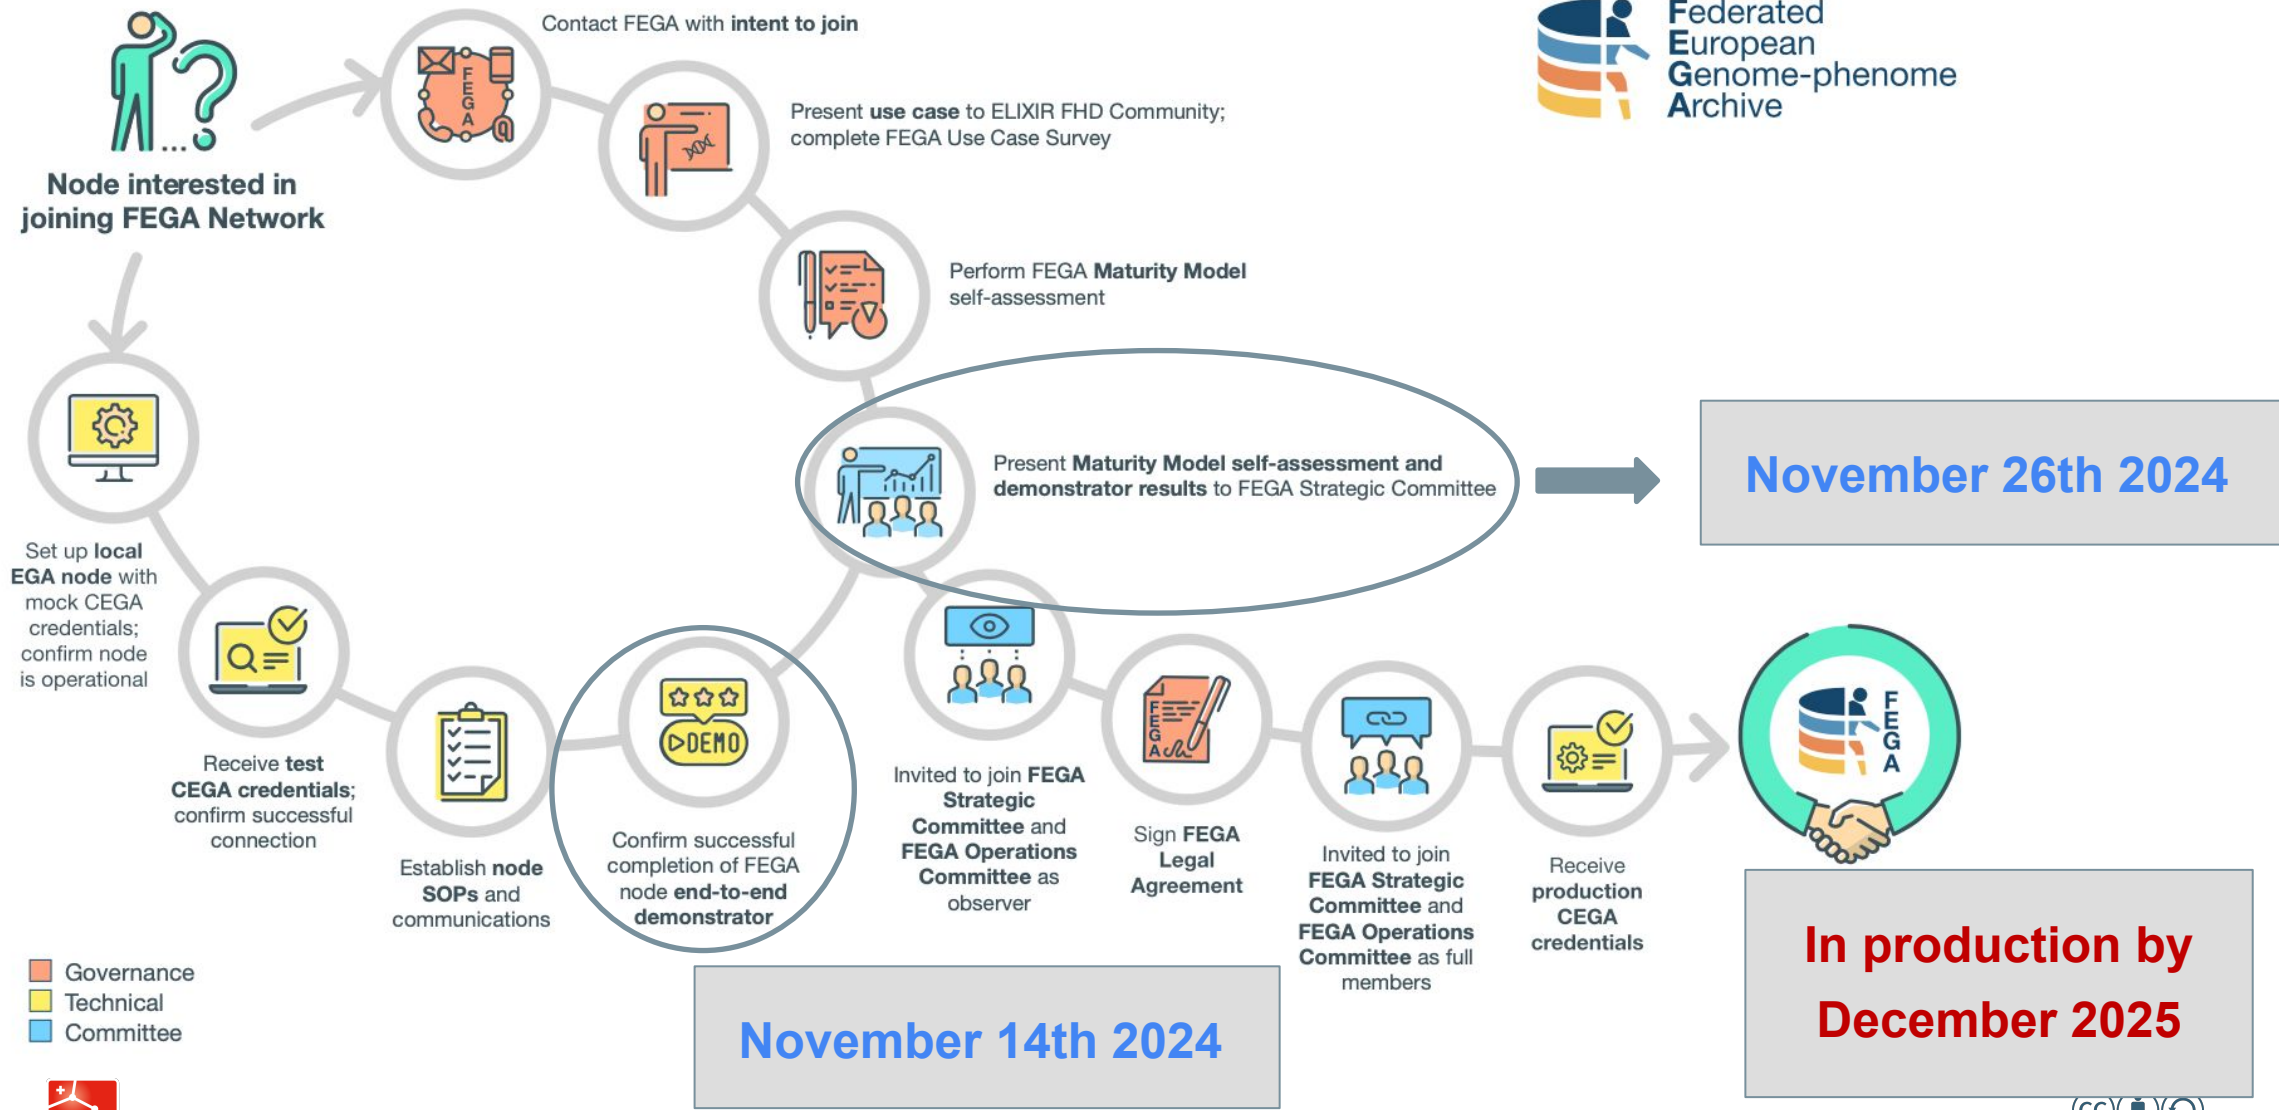 Contact FEGA with intent to join
Federated
European
Genome-phenome
Archive
FEGA
Present use case to ELIXIR FHD Community;
complete FEGA Use Case Survey
...
Node interested in
joining FEGA Network
Perform FEGA Maturity Model
self-assessment
Present Maturity Model self-assessment and
demonstrator results to FEGA Strategic Committee
November 26th 2024
Set up local
EGA node with
mock CEGA
credentials;
confirm node
is operational
Receive test
CEGA credentials;
confirm successful
connection
Establish node
SOPs and
communications
DEMO
Confirm successful
completion of FEGA
node end-to-end
demonstrator
Invited to join FEGA
Strategic
Committee and
FEGA Operations
Committee as
observer
FEGA
Sign FEGA
Legal
Agreement
Invited to join
FEGA Strategic
Committee and
FEGA Operations
Committee as full
members
Receive
production
CEGA
credentials
FEGA
In production by
December 2025
Governance
Technical
Committee
November 14th 2024
cc